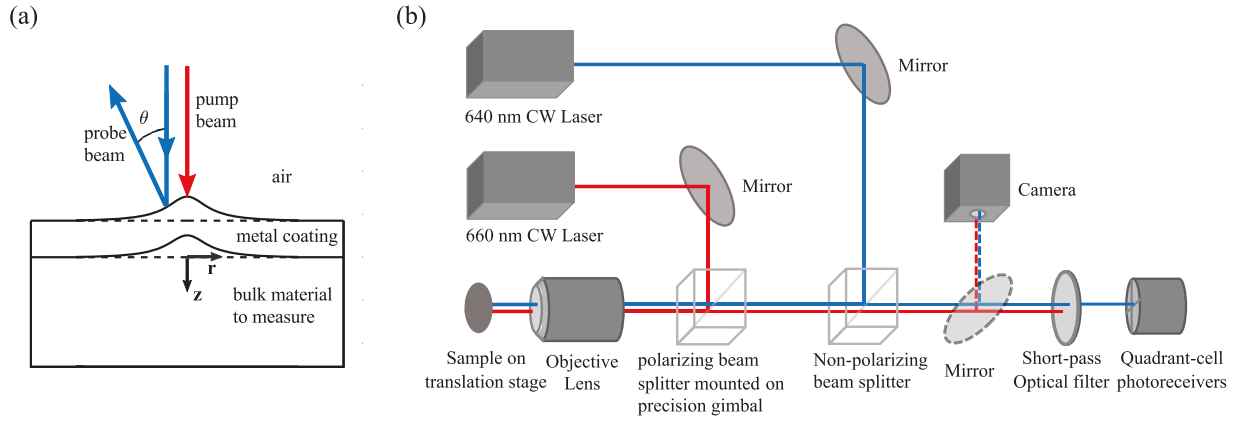 (a)
θ
probe
beam
pump
beam
air
metal coating
r
z
bulk material
to measure
(b)
640 nm CW Laser
Mirror
660 nm CW Laser
Mirror
Camera
Sample on
translation stage
Objective
Lens
polarizing beam
splitter mounted on
precision gimbal
Non-polarizing
beam splitter
Mirror
Short-pass
Optical filter
Quadrant-cell
photoreceivers